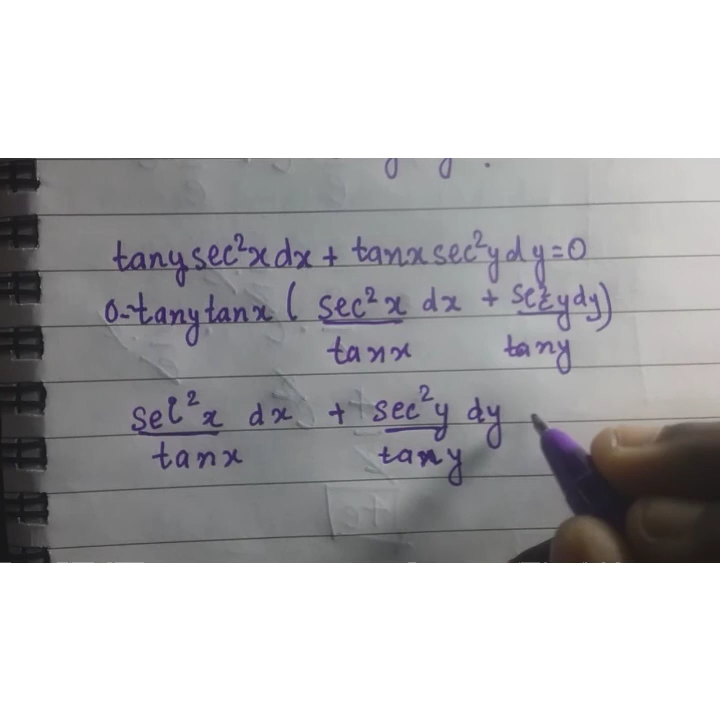 tany sec²x dx + tanx sec²y dy = 0
0 = tany tanx ( sec²x/tanx dx + sec²y/tany dy)
sec²x/tanx dx + sec²y/tany dy